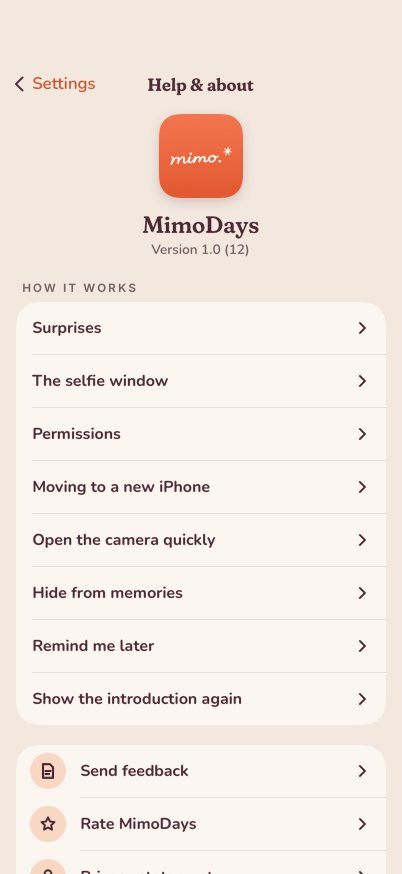 Settings
Help & about
mimo.*
MimoDays
Version 1.0 (12)
HOW IT WORKS
Surprises
The selfie window
Permissions
Moving to a new iPhone
Open the camera quickly
Hide from memories
Remind me later
Show the introduction again
Send feedback
Rate MimoDays